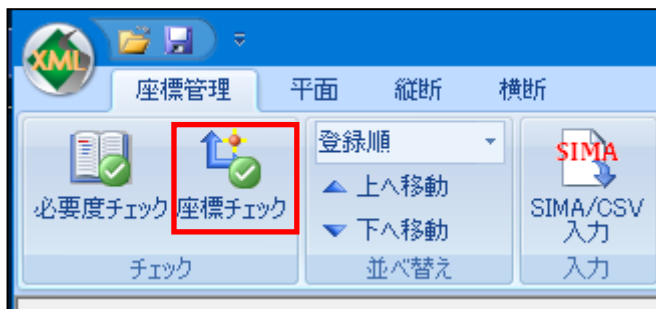 XML
座標管理
平面
縦断
横断
必要度チェック
座標チェック
登録順
上へ移動
下へ移動
SIMA
SIMA/CSV
入力
チェック
並べ替え
入力